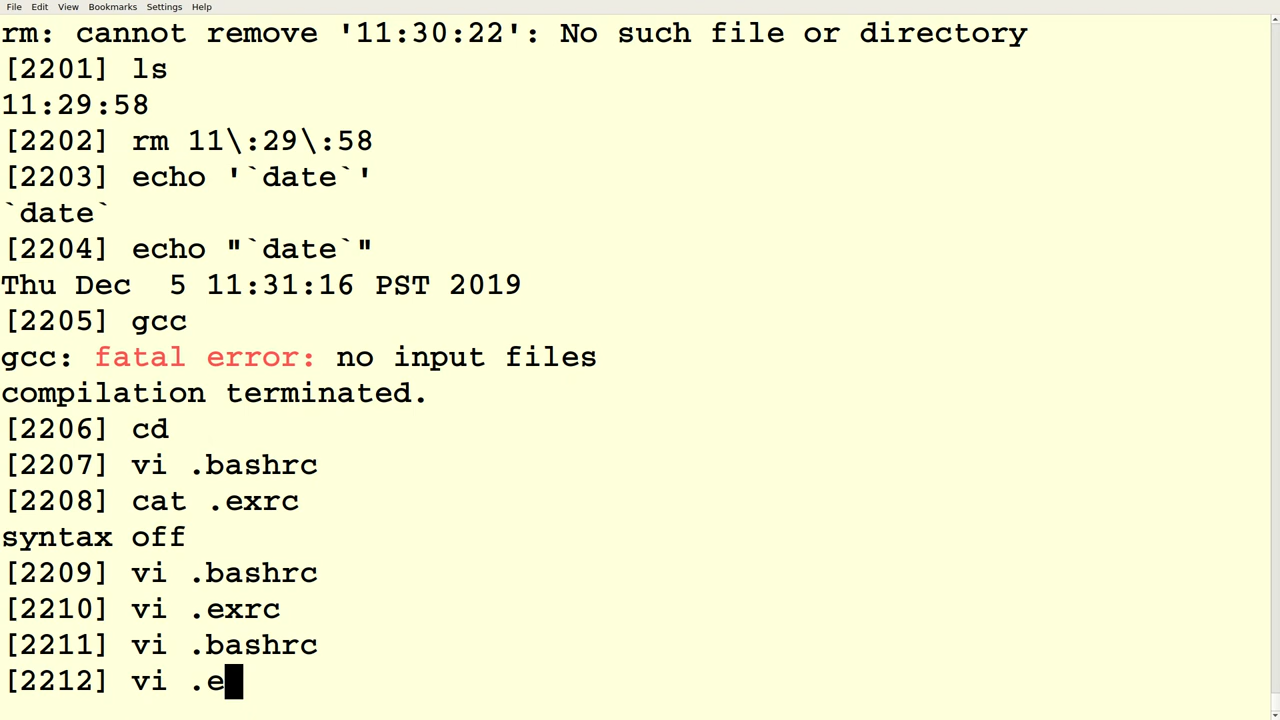 File Edit View Bookmarks Settings Help
rm: cannot remove '11:30:22': No such file or directory
[2201] ls
11:29:58
[2202] rm 11\:29\:58
[2203] echo '`date`'
`date`
[2204] echo "`date`"
Thu Dec  5 11:31:16 PST 2019
[2205] gcc
gcc: fatal error: no input files
compilation terminated.
[2206] cd
[2207] vi .bashrc
[2208] cat .exrc
syntax off
[2209] vi .bashrc
[2210] vi .exrc
[2211] vi .bashrc
[2212] vi .e